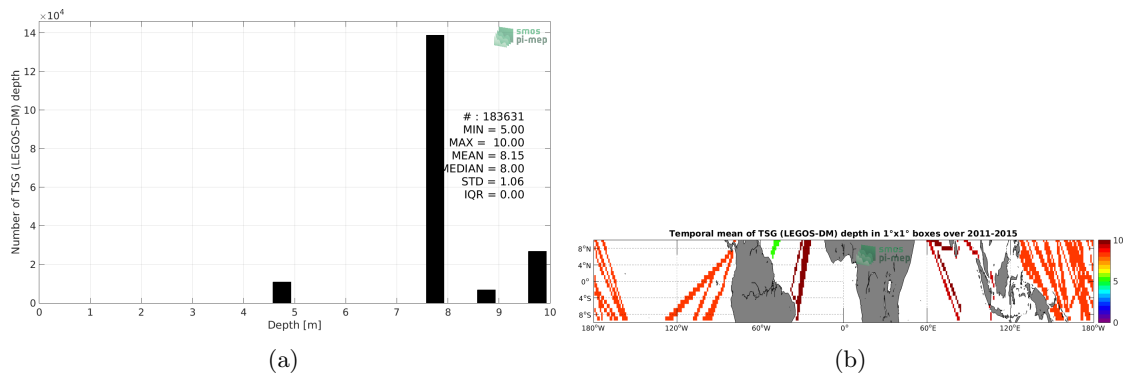 ×10⁴
14
12
10
8
6
4
2
0
Number of TSG (LEGOS-DM) depth
smos
pi-mep
# : 183631
MIN = 5.00
MAX = 10.00
MEAN = 8.15
MEDIAN = 8.00
STD = 1.06
IQR = 0.00
0 1 2 3 4 5 6 7 8 9 10
Depth [m]
(a)
Temporal mean of TSG (LEGOS-DM) depth in 1°x1° boxes over 2011-2015
smos
pi-mep
8°N
4°N
0°
4°S
8°S
180°W 120°W 60°W 0° 60°E 120°E 180°W
10
5
0
(b)